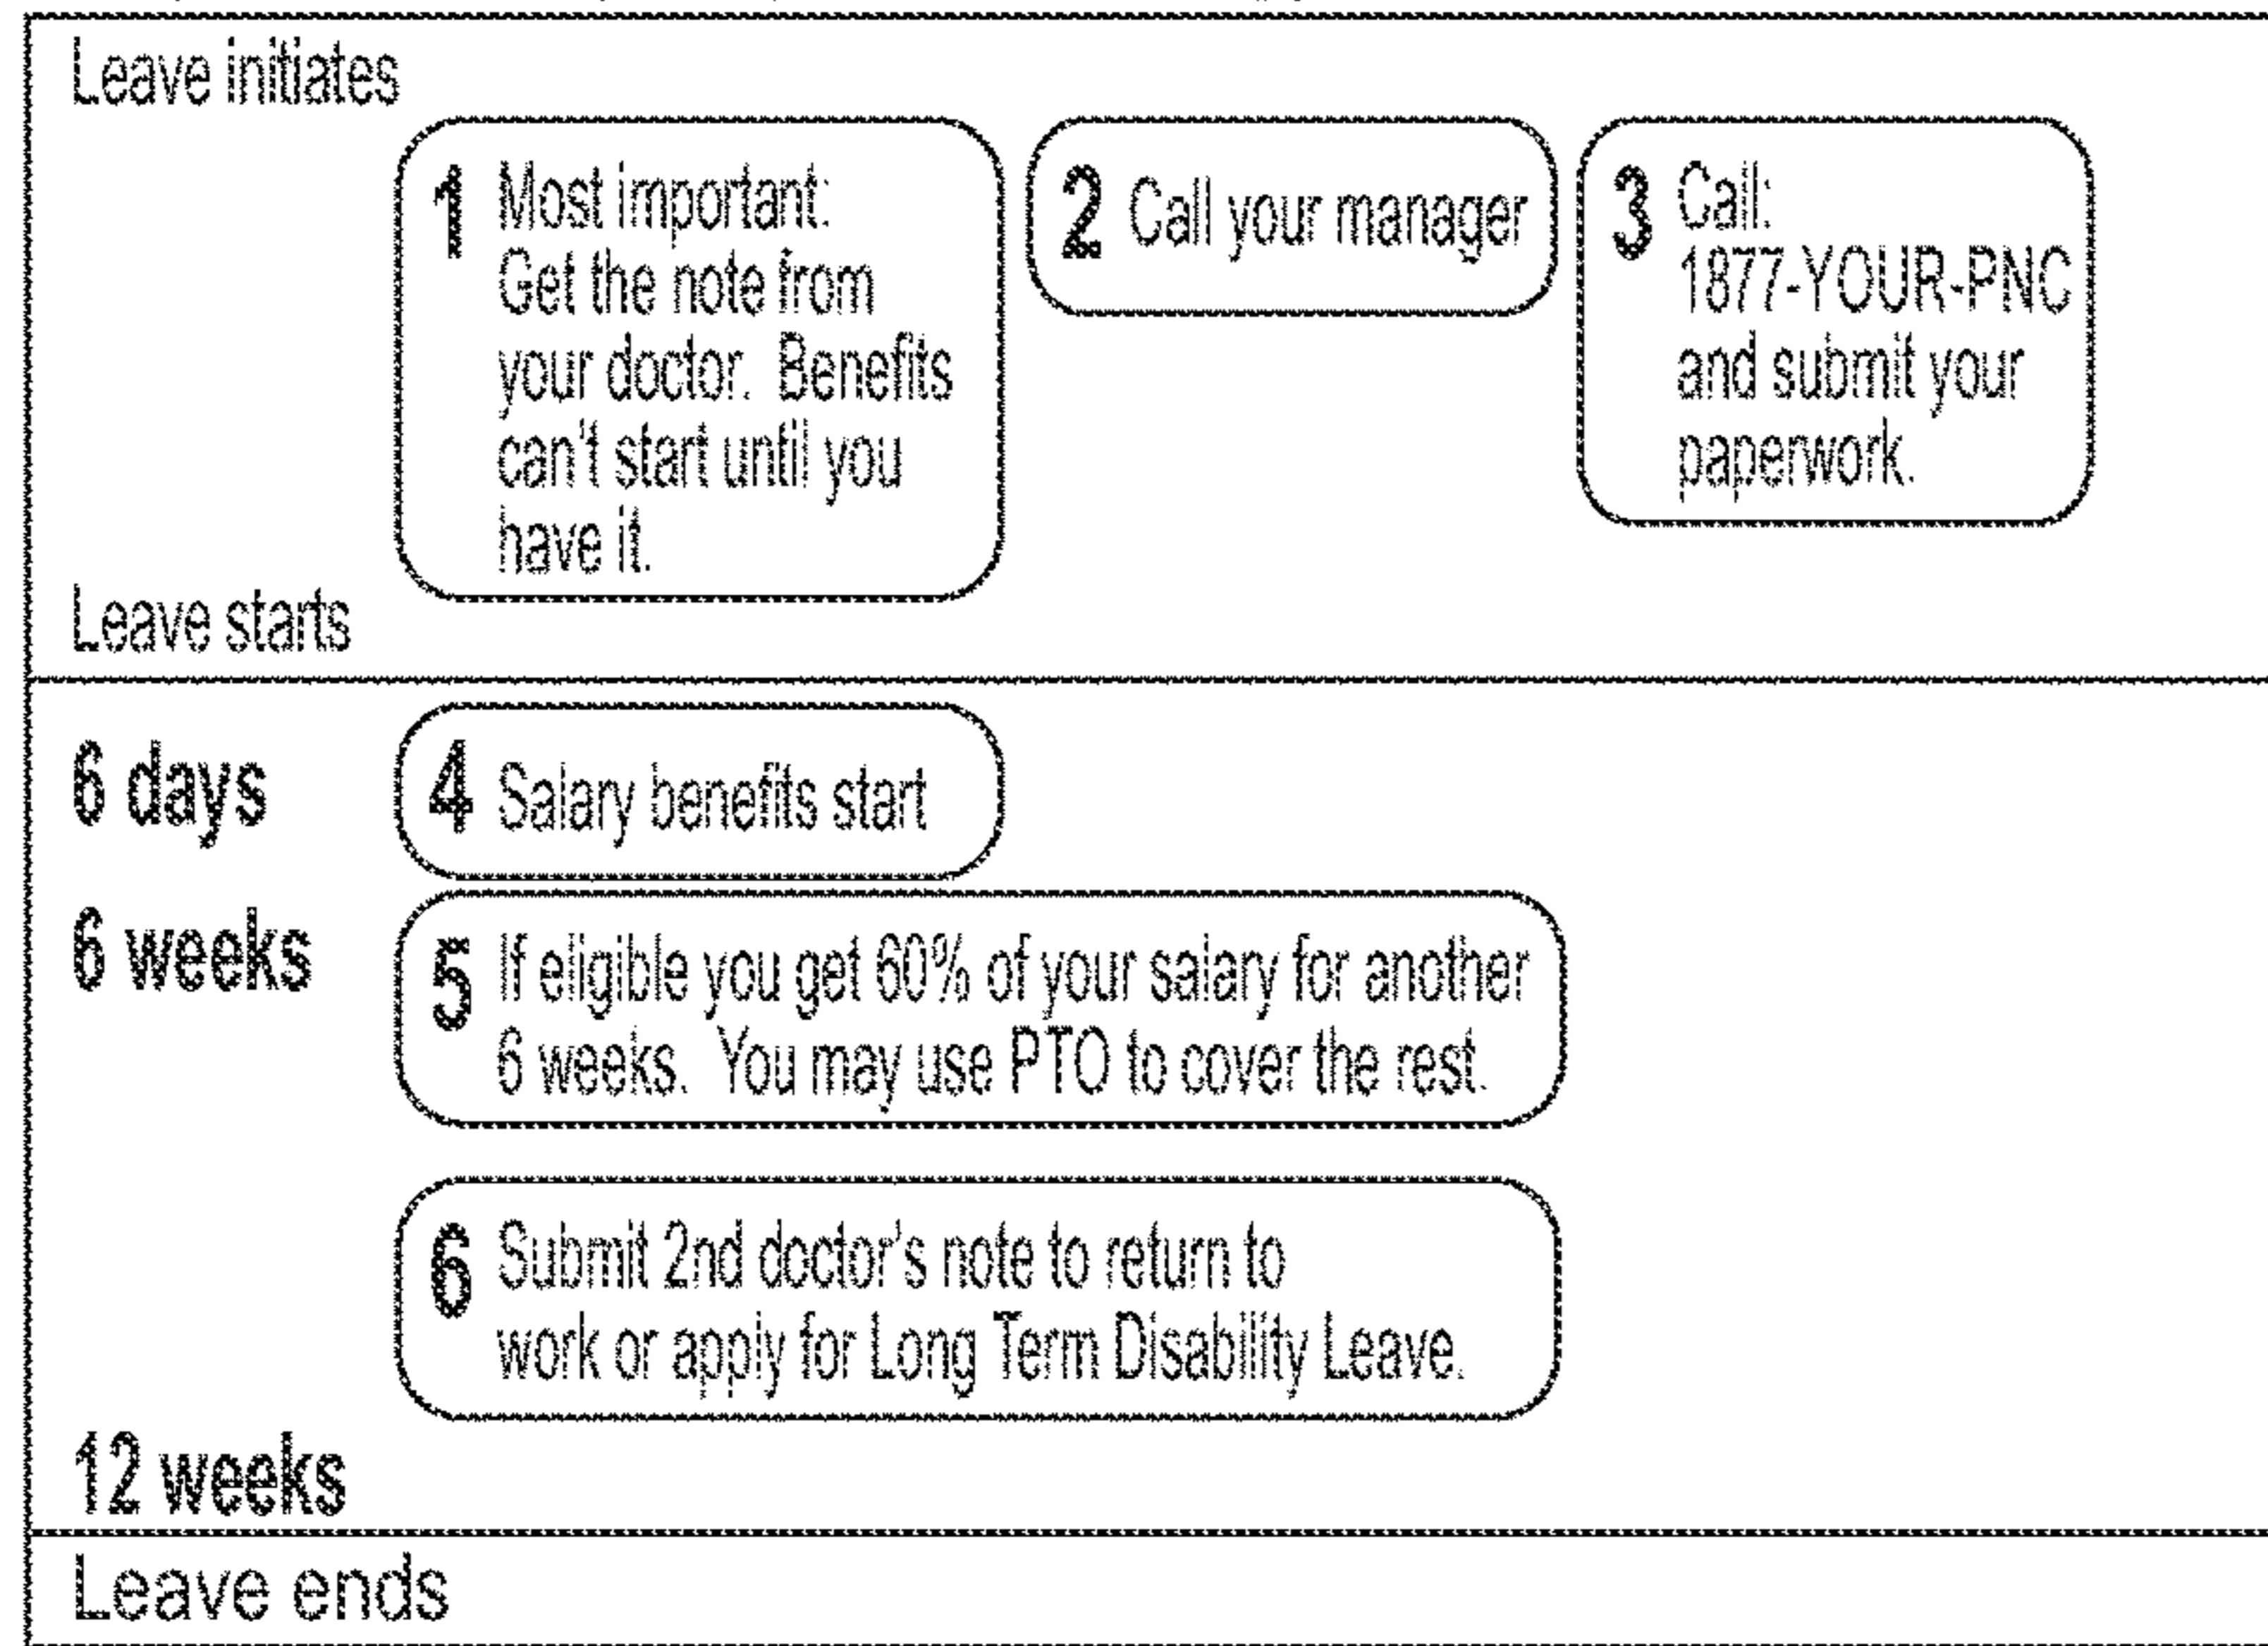 Leave initiates
1 Most important:
Get the note from
your doctor. Benefits
can't start until you
have it.
2 Call your manager
3 Call:
1877-YOUR-PNC
and submit your
paperwork.
Leave starts
6 days
4 Salary benefits start
6 weeks
5 If eligible you get 60% of your salary for another
6 weeks. You may use PTO to cover the rest.
6 Submit 2nd doctor's note to return to
work or apply for Long Term Disability Leave.
12 weeks
Leave ends